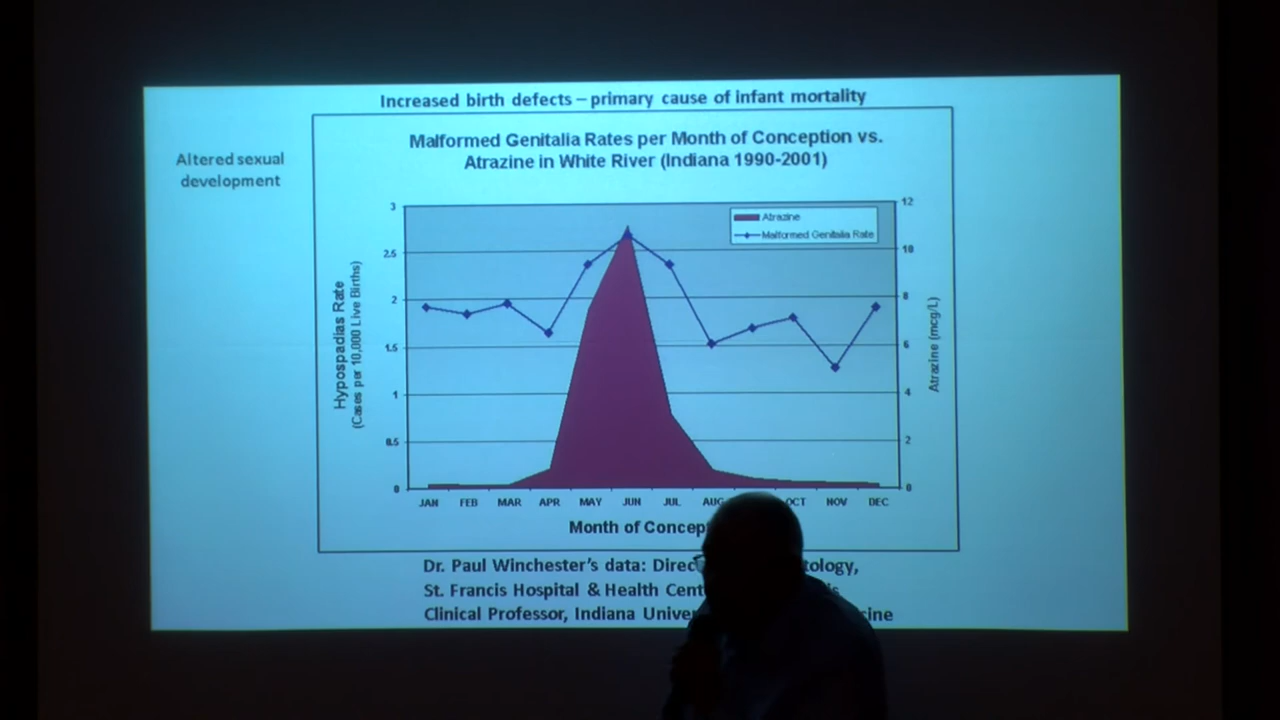 Increased birth defects – primary cause of infant mortality
Altered sexual
development
Malformed Genitalia Rates per Month of Conception vs.
Atrazine in White River (Indiana 1990-2001)
Atrazine
Malformed Genitalia Rate
Hypospadias Rate
(Cases per 10,000 Live Births)
3
2.5
2
1.5
1
0.5
0
12
10
8
6
4
2
0
Atrazine (mcg/L)
JAN FEB MAR APR MAY JUN JUL AUG OCT NOV DEC
Month of
Dr. Paul Winchester's data:
St. Francis Hospital & Health
Clinical Professor, Indiana